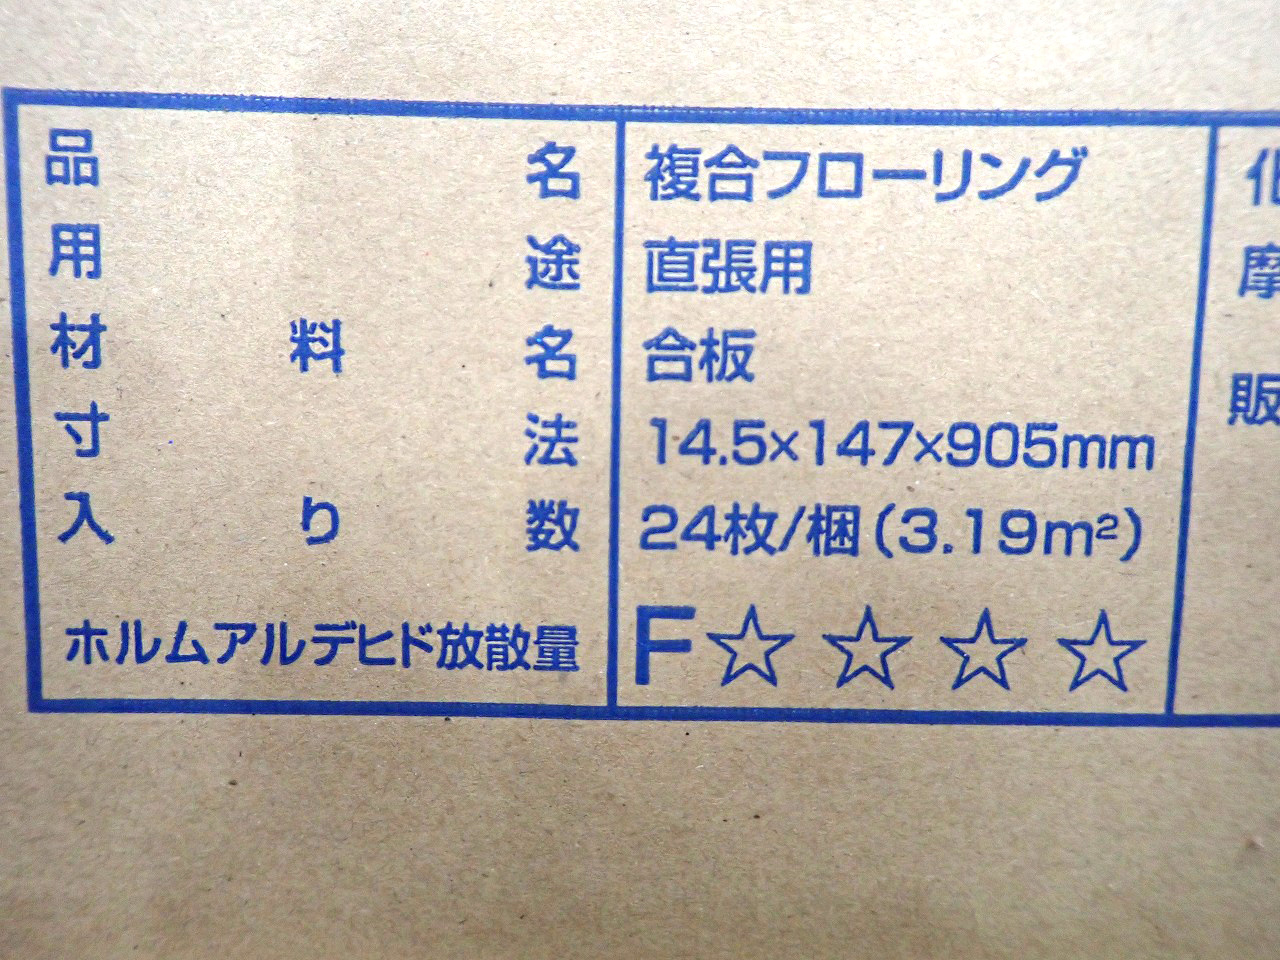 品名 複合フローリング
用途 直張用
材料名 合板
寸法 14.5×147×905mm
入り数 24枚/梱(3.19m²)
ホルムアルデヒド放散量 F☆☆☆☆
摩
販